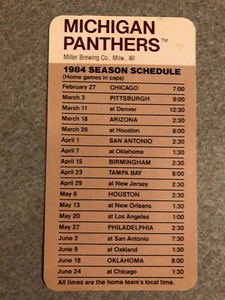 MICHIGAN
PANTHERS™
Miller Brewing Co., Milw., WI
1984 SEASON SCHEDULE
(Home games in caps)
February 27 CHICAGO 7:00
March 3 PITTSBURGH 8:00
March 11 at Denver 12:30
March 18 ARIZONA 2:30
March 26 at Houston 8:00
April 1 SAN ANTONIO 2:30
April 7 at Oklahoma 1:30
April 15 BIRMINGHAM 2:30
April 23 TAMPA BAY 8:00
April 29 at New Jersey 2:30
May 6 HOUSTON 2:30
May 13 at New Orleans 1:30
May 20 at Los Angeles 1:00
May 27 PHILADELPHIA 2:30
June 2 at San Antonio 7:30
June 9 at Oakland 1:30
June 18 OKLAHOMA 8:00
June 24 at Chicago 1:30
All times are the home team's local time.